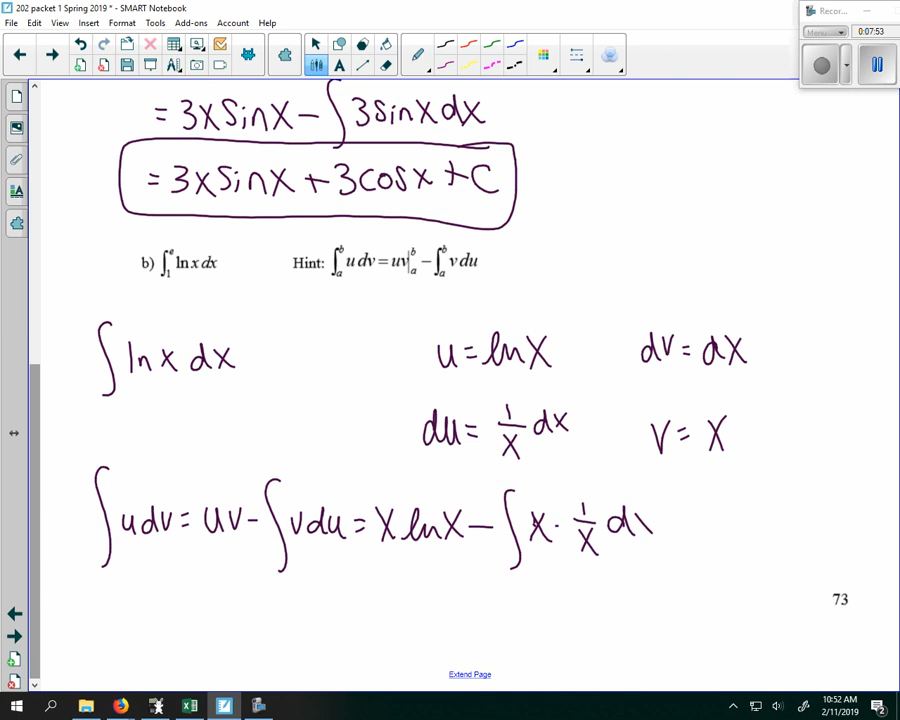 202 packet 1 Spring 2019 * - SMART Notebook
Recor...
File Edit View Insert Format Tools Add-ons Account Help
Menu
0:07:53
= 3x sin x - ∫ 3 sin x dx
= 3x sin x + 3 cos x + C
b) ∫₁ᵉ ln x dx Hint: ∫ₐᵇ u dv = uv|ₐᵇ - ∫ₐᵇ v du
∫ ln x dx u = ln x dv = dx
du = 1/x dx v = x
∫ u dv = uv - ∫ v du = x ln x - ∫ x · 1/x dx
73
Extend Page
10:52 AM
2/11/2019
2